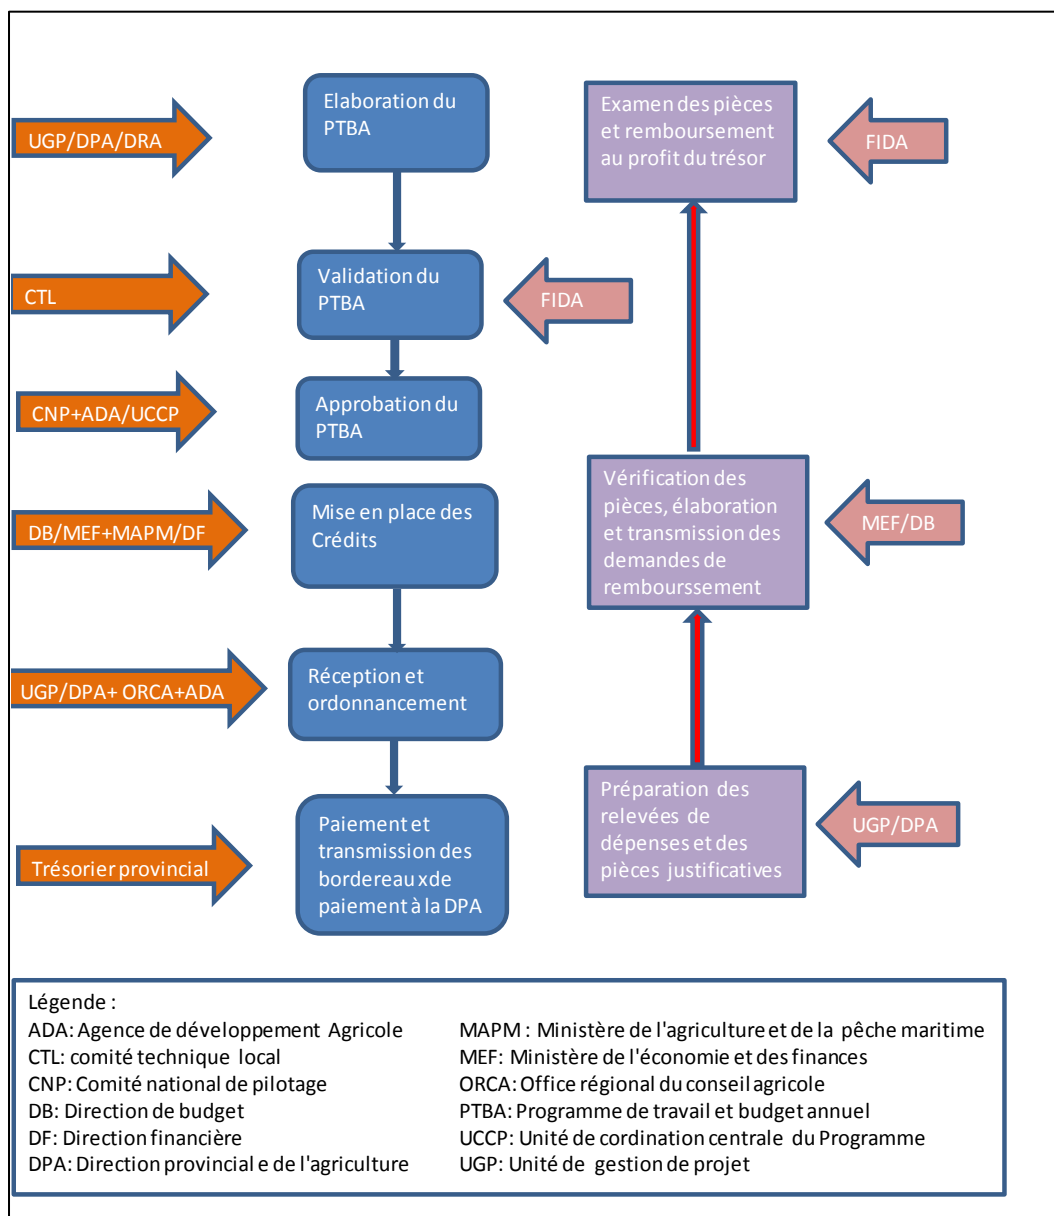 Elaboration du
PTBA
UGP/DPA/DRA
Examen des pièces
et remboursement
au profit du trésor
FIDA
Validation du
PTBA
CTL
FIDA
Approbation du
PTBA
CNP+ADA/UCCP
Mise en place des
Crédits
DB/MEF+MAPM/DF
Vérification des
pièces, élaboration
et transmission des
demandes de
rembourssement
MEF/DB
Réception et
ordonnancement
UGP/DPA+ ORCA+ADA
Paiement et
transmission des
bordereau xde
paiement à la DPA
Trésorier provincial
Préparation des
relevées de
dépenses et des
pièces justificatives
UGP/DPA
Légende :
ADA: Agence de développement Agricole
CTL: comité technique local
CNP: Comité national de pilotage
DB: Direction de budget
DF: Direction financière
DPA: Direction provincial e de l'agriculture
MAPM : Ministère de l'agriculture et de la pêche maritime
MEF: Ministère de l'économie et des finances
ORCA: Office régional du conseil agricole
PTBA: Programme de travail et budget annuel
UCCP: Unité de cordination centrale du Programme
UGP: Unité de gestion de projet